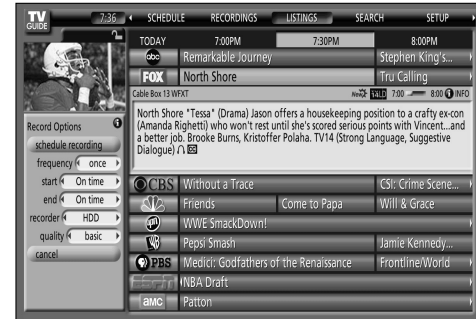 TV GUIDE
7:36
SCHEDULE RECORDINGS LISTINGS SEARCH SETUP
TODAY 7:00PM 7:30PM 8:00PM
abc Remarkable Journey Stephen King's...
FOX North Shore Tru Calling
Cable Box 13 WFXT New 7:00 8:00 INFO
North Shore "Tessa" (Drama) Jason offers a housekeeping position to a crafty ex-con
(Amanda Righetti) who won't rest until she's scored serious points with Vincent...and
a better job. Brooke Burns, Kristoffer Polaha. TV14 (Strong Language, Suggestive
Dialogue)
Record Options
schedule recording
frequency once
start On time
end On time
recorder HDD
quality basic
cancel
CBS Without a Trace CSI: Crime Scene...
Friends Come to Papa Will & Grace
upn WWE SmackDown!
WB Pepsi Smash Jamie Kennedy...
PBS Medici: Godfathers of the Renaissance Frontline/World
ESPN NBA Draft
amc Patton